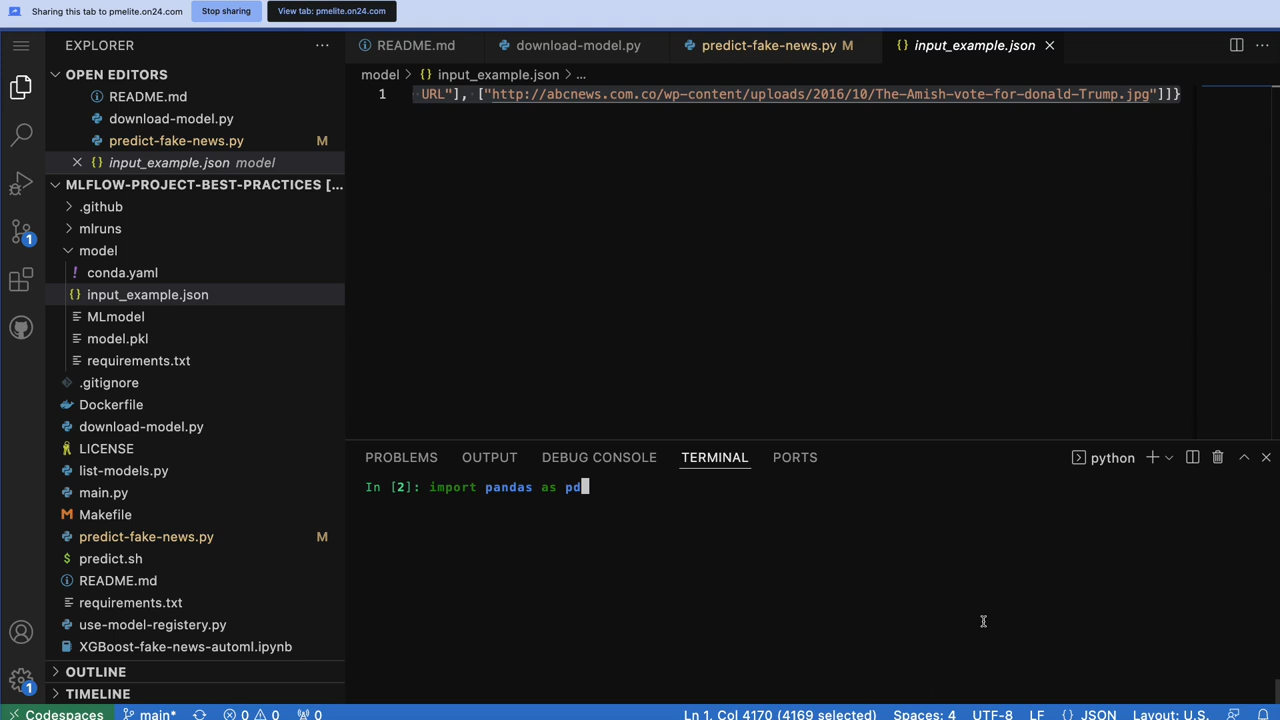 Sharing this tab to pmelite.on24.com Stop sharing View tab: pmelite.on24.com
EXPLORER
OPEN EDITORS
README.md
download-model.py
predict-fake-news.py M
input_example.json model
MLFLOW-PROJECT-BEST-PRACTICES [...
.github
mlruns
model
conda.yaml
input_example.json
MLmodel
model.pkl
requirements.txt
.gitignore
Dockerfile
download-model.py
LICENSE
list-models.py
main.py
Makefile
predict-fake-news.py M
predict.sh
README.md
requirements.txt
use-model-registery.py
XGBoost-fake-news-automl.ipynb
OUTLINE
TIMELINE
README.md download-model.py predict-fake-news.py M input_example.json
model > {} input_example.json > ...
1 URL"], ["http://abcnews.com.co/wp-content/uploads/2016/10/The-Amish-vote-for-donald-Trump.jpg"]]}
PROBLEMS OUTPUT DEBUG CONSOLE TERMINAL PORTS python
In [2]: import pandas as pd
1
1
Codespaces main* 0 0 0 Ln 1, Col 4170 (4169 selected) Spaces: 4 UTF-8 LF {} JSON Layout: U.S.